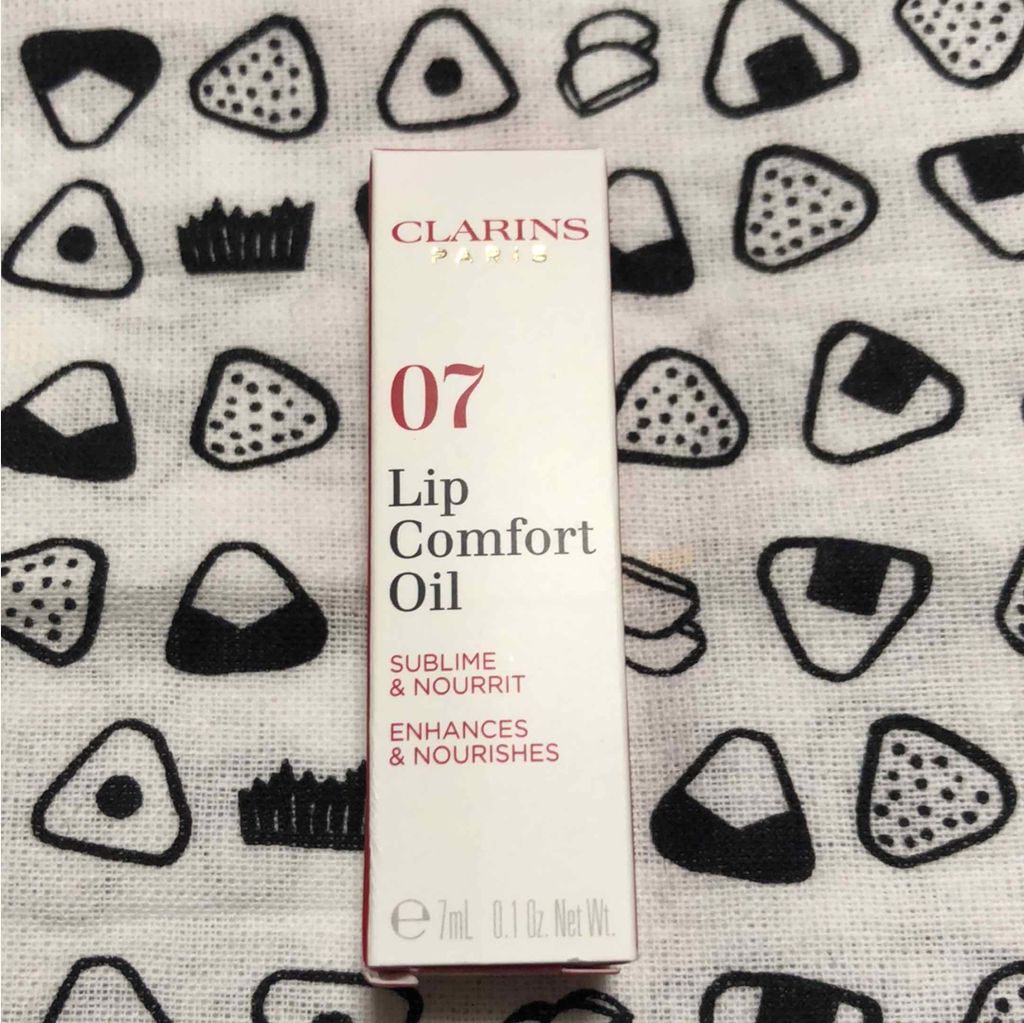 CLARINS
PARIS
07
Lip
Comfort
Oil
SUBLIME
& NOURRIT
ENHANCES
& NOURISHES
℮ 7mL 0.1 Oz. Net Wt.